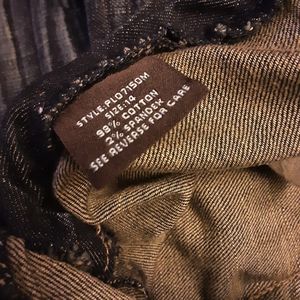 STYLE:PL07150M
SIZE:14
98% COTTON
2% SPANDEX
SEE REVERSE FOR CARE